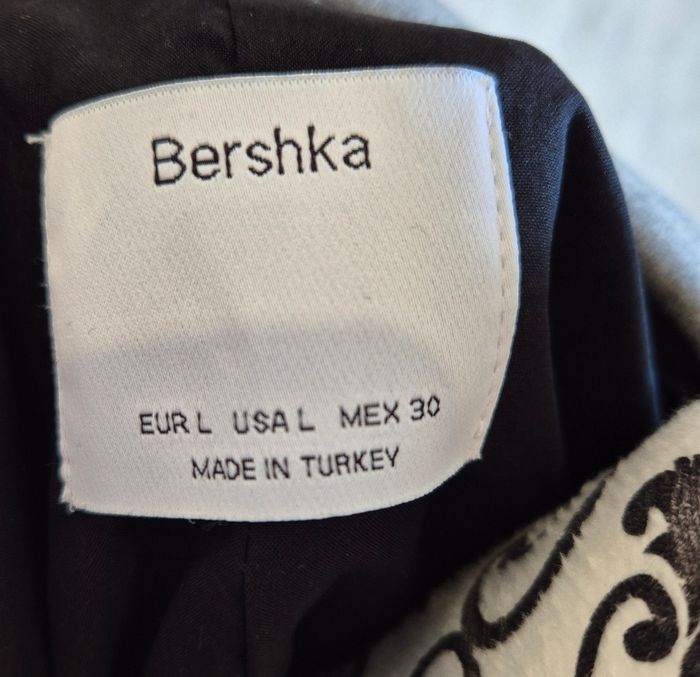 Bershka
EUR L USA L MEX 30
MADE IN TURKEY